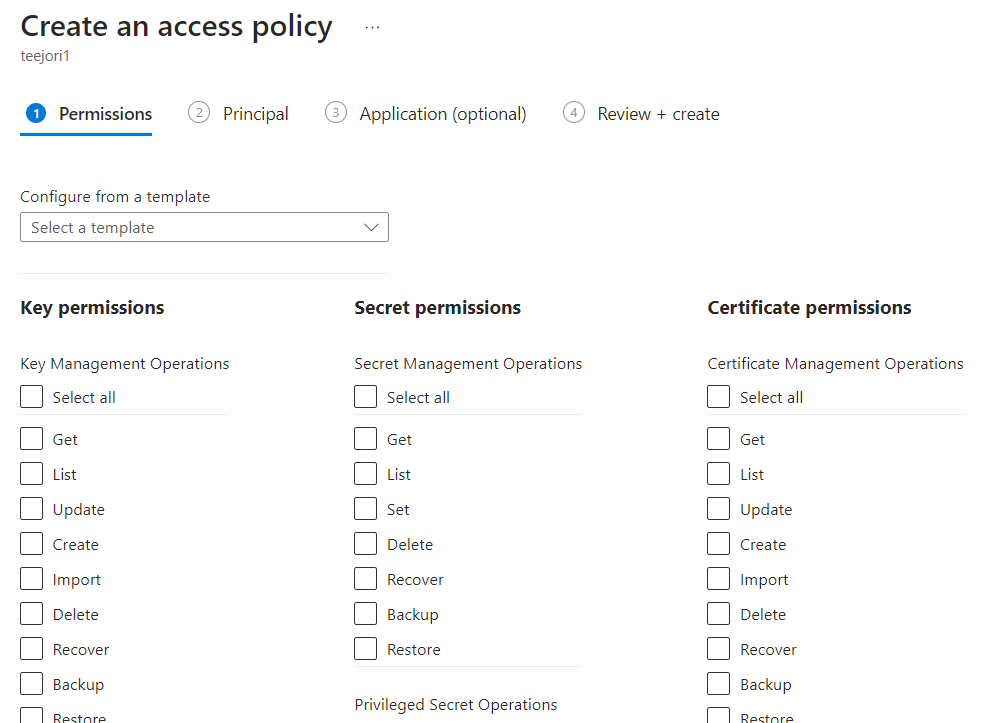 Create an access policy ...
teejori1
1 Permissions 2 Principal 3 Application (optional) 4 Review + create
Configure from a template
Select a template
Key permissions
Key Management Operations
Select all
Get
List
Update
Create
Import
Delete
Recover
Backup
Restore
Secret permissions
Secret Management Operations
Select all
Get
List
Set
Delete
Recover
Backup
Restore
Privileged Secret Operations
Certificate permissions
Certificate Management Operations
Select all
Get
List
Update
Create
Import
Delete
Recover
Backup
Restore